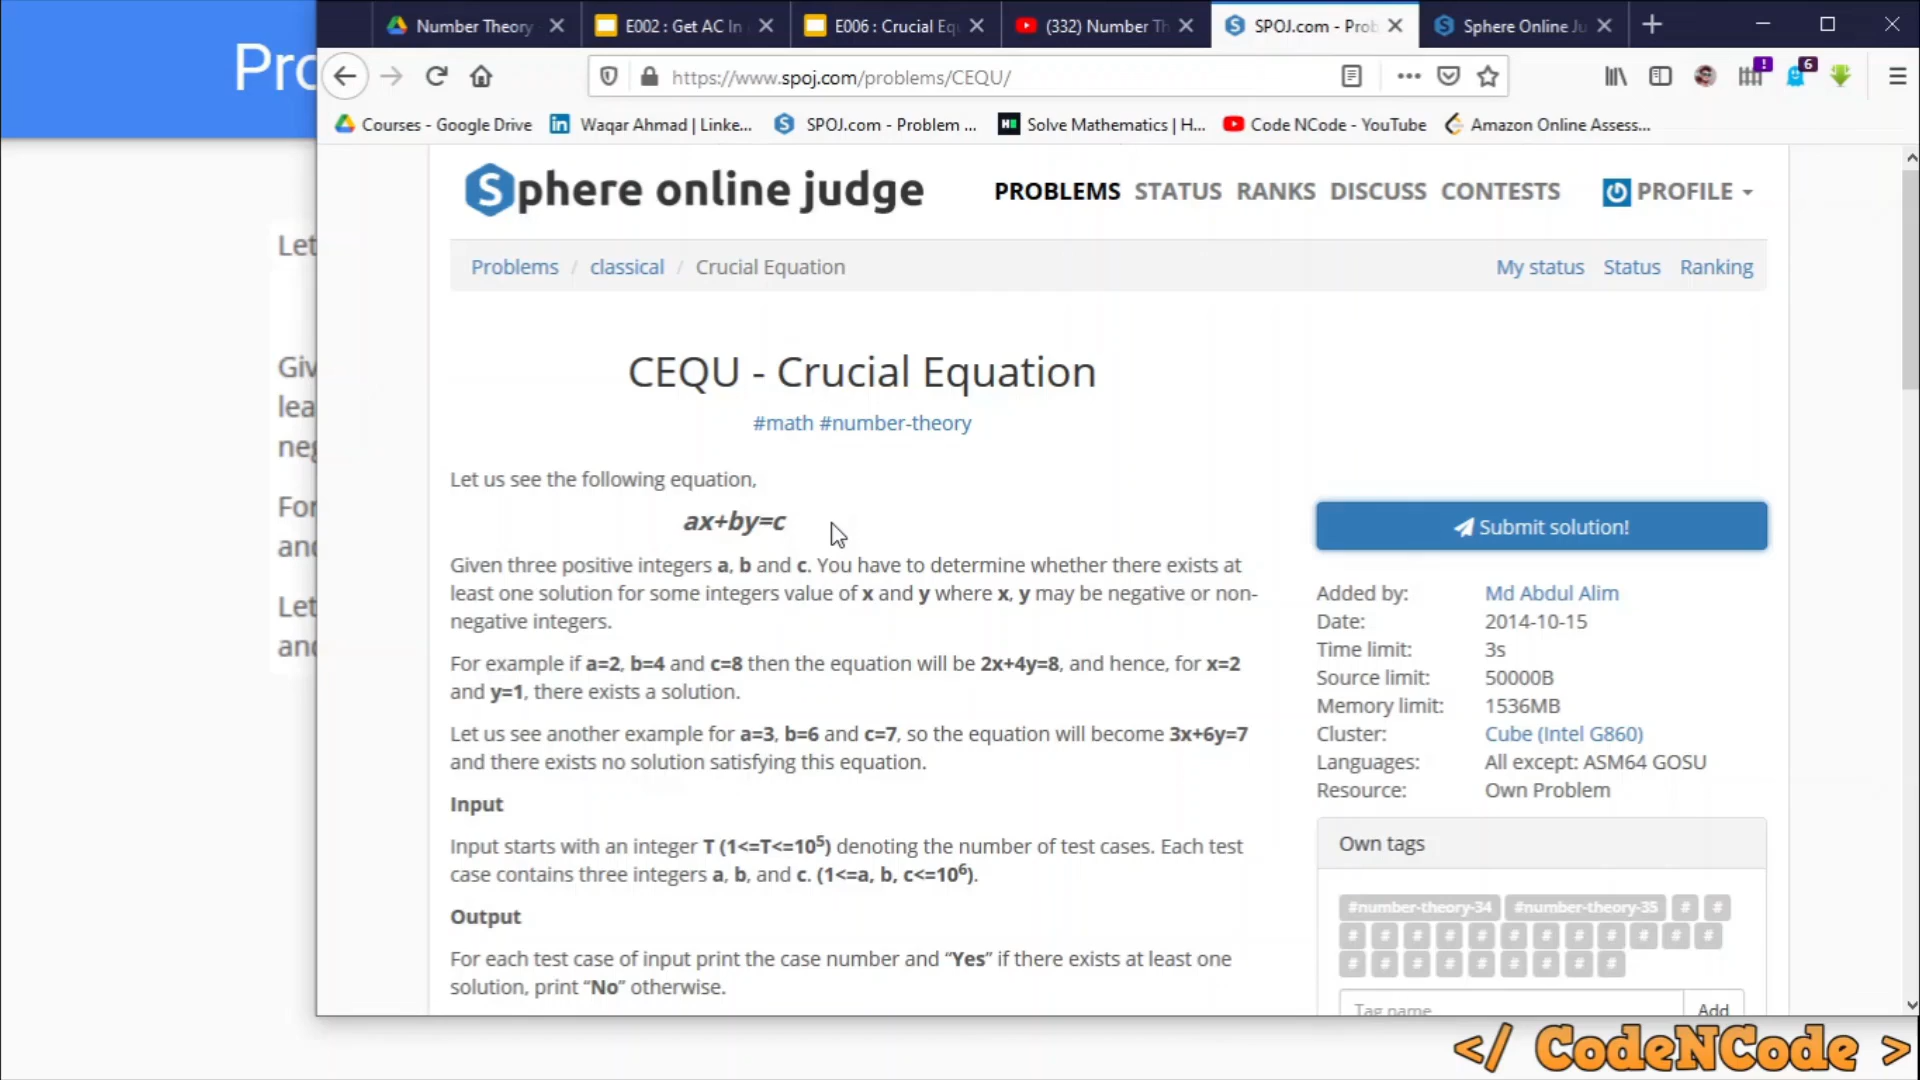 Number Theory
E002 : Get AC In
E006 : Crucial Eq
(332) Number Th
SPOJ.com - Prob
Sphere Online Ju
Pro
https://www.spoj.com/problems/CEQU/
!
6
Courses - Google Drive
Waqar Ahmad | Linke...
SPOJ.com - Problem ...
Solve Mathematics | H...
Code NCode - YouTube
Amazon Online Assess...
Sphere online judge
PROBLEMS STATUS RANKS DISCUSS CONTESTS PROFILE
Problems / classical / Crucial Equation
My status Status Ranking
Let
Giv
lea
neg
For
and
Let
and
CEQU - Crucial Equation
#math #number-theory
Let us see the following equation,
ax+by=c
Given three positive integers a, b and c. You have to determine whether there exists at
least one solution for some integers value of x and y where x, y may be negative or non-
negative integers.
For example if a=2, b=4 and c=8 then the equation will be 2x+4y=8, and hence, for x=2
and y=1, there exists a solution.
Let us see another example for a=3, b=6 and c=7, so the equation will become 3x+6y=7
and there exists no solution satisfying this equation.
Input
Input starts with an integer T (1<=T<=10⁵) denoting the number of test cases. Each test
case contains three integers a, b, and c. (1<=a, b, c<=10⁶).
Output
For each test case of input print the case number and “Yes” if there exists at least one
solution, print “No” otherwise.
Submit solution!
Added by: Md Abdul Alim
Date: 2014-10-15
Time limit: 3s
Source limit: 50000B
Memory limit: 1536MB
Cluster: Cube (Intel G860)
Languages: All except: ASM64 GOSU
Resource: Own Problem
Own tags
#number-theory-34 #number-theory-35 # #
# # # # # # # # # # # #
# # # # # # # # #
Tag name Add
</ CodeNCode >